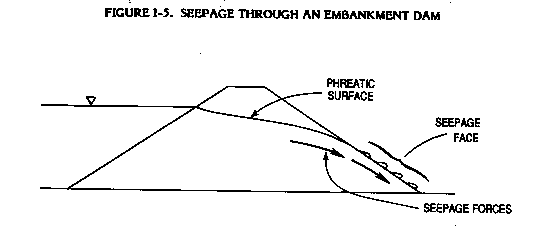 FIGURE 1-5. SEEPAGE THROUGH AN EMBANKMENT DAM
PHREATIC
SURFACE
SEEPAGE
FACE
SEEPAGE FORCES